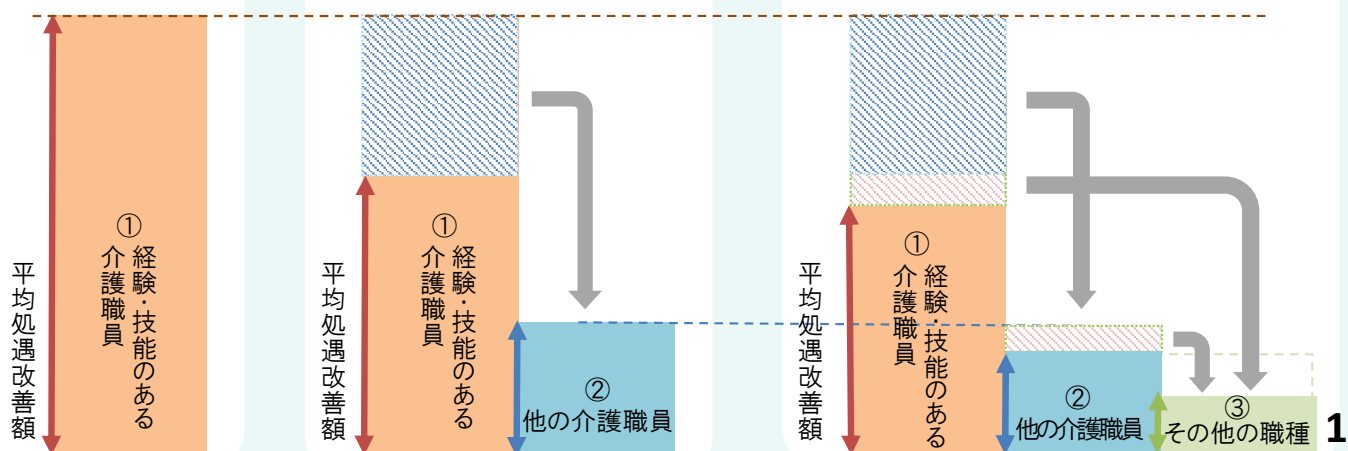 平均処遇改善額
①
経験・技能のある
介護職員
平均処遇改善額
①
経験・技能のある
介護職員
②
他の介護職員
平均処遇改善額
①
経験・技能のある
介護職員
②
他の介護職員
③
その他の職種
1